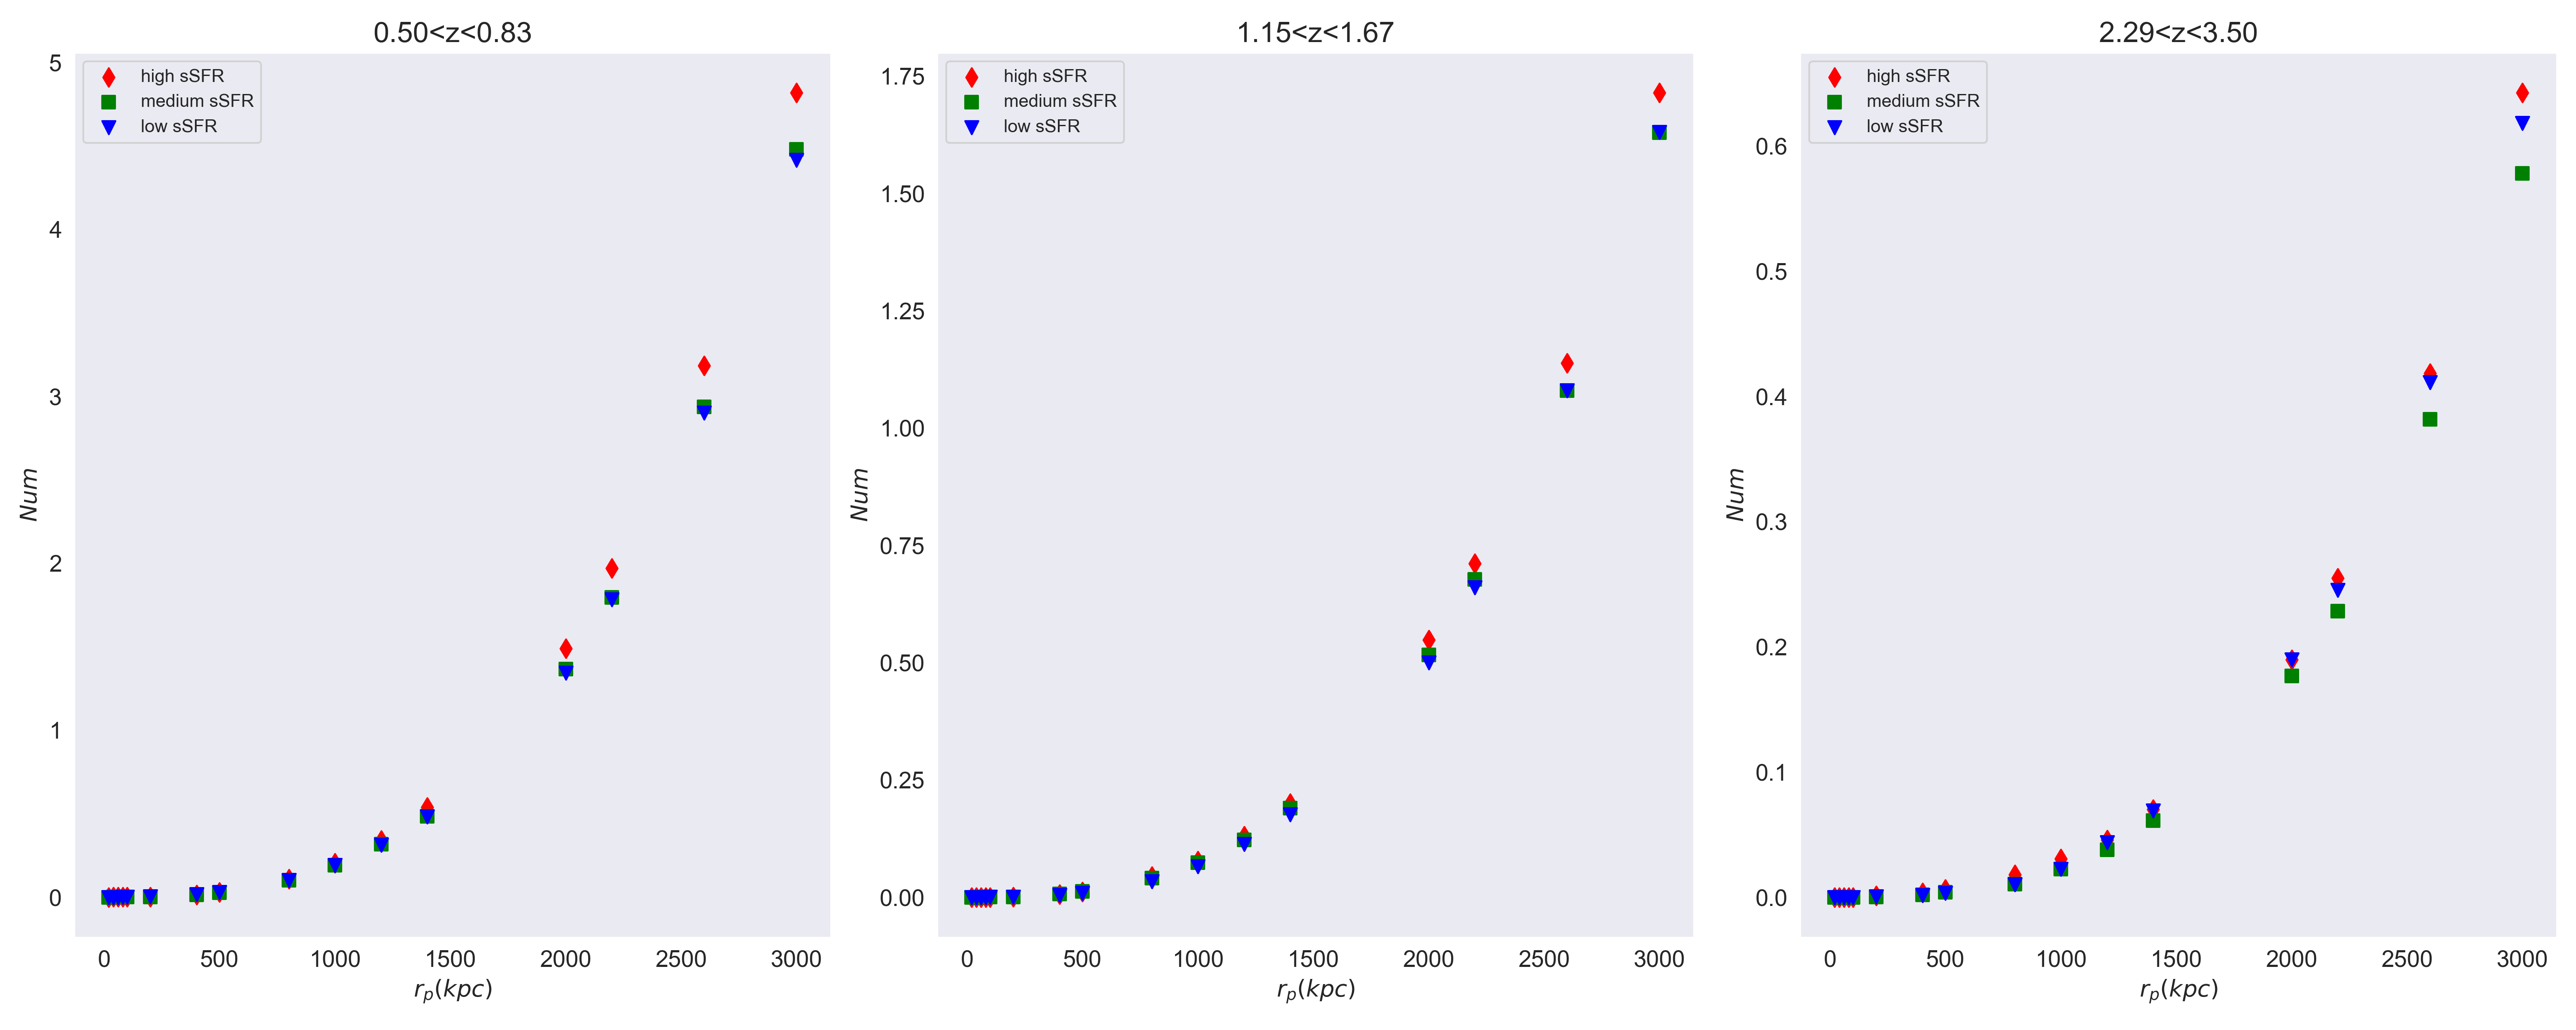 0.50<z<0.83
5
4
3
2
1
0
Num
high sSFR
medium sSFR
low sSFR
0 500 1000 1500 2000 2500 3000
r_p(kpc)
1.15<z<1.67
1.75
1.50
1.25
1.00
0.75
0.50
0.25
0.00
Num
high sSFR
medium sSFR
low sSFR
0 500 1000 1500 2000 2500 3000
r_p(kpc)
2.29<z<3.50
0.6
0.5
0.4
0.3
0.2
0.1
0.0
Num
high sSFR
medium sSFR
low sSFR
0 500 1000 1500 2000 2500 3000
r_p(kpc)